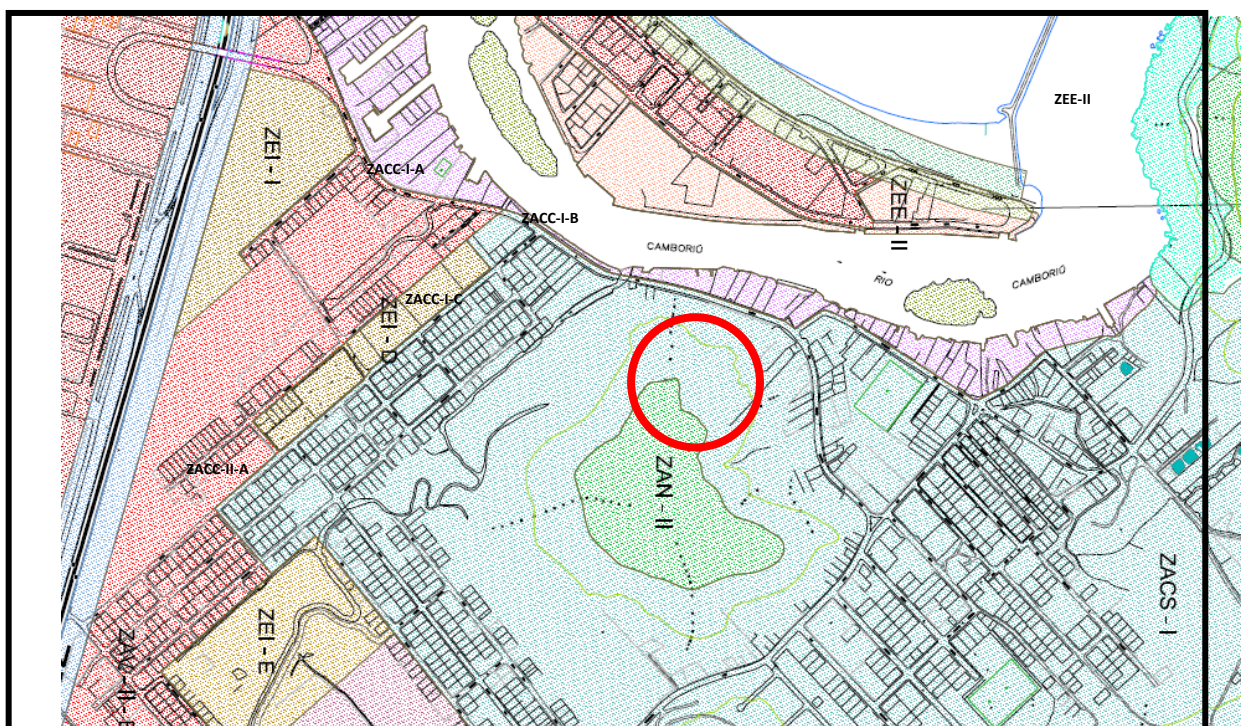 ZEE-II
ZEI - I
ZACC-I-A
ZEE - II
ZACC-I-B
CAMBORIÚ
RIO
CAMBORIÚ
ZACC-I-C
ZEI - D
ZACC-II-A
ZAN - II
ZACS - I
ZEI - E